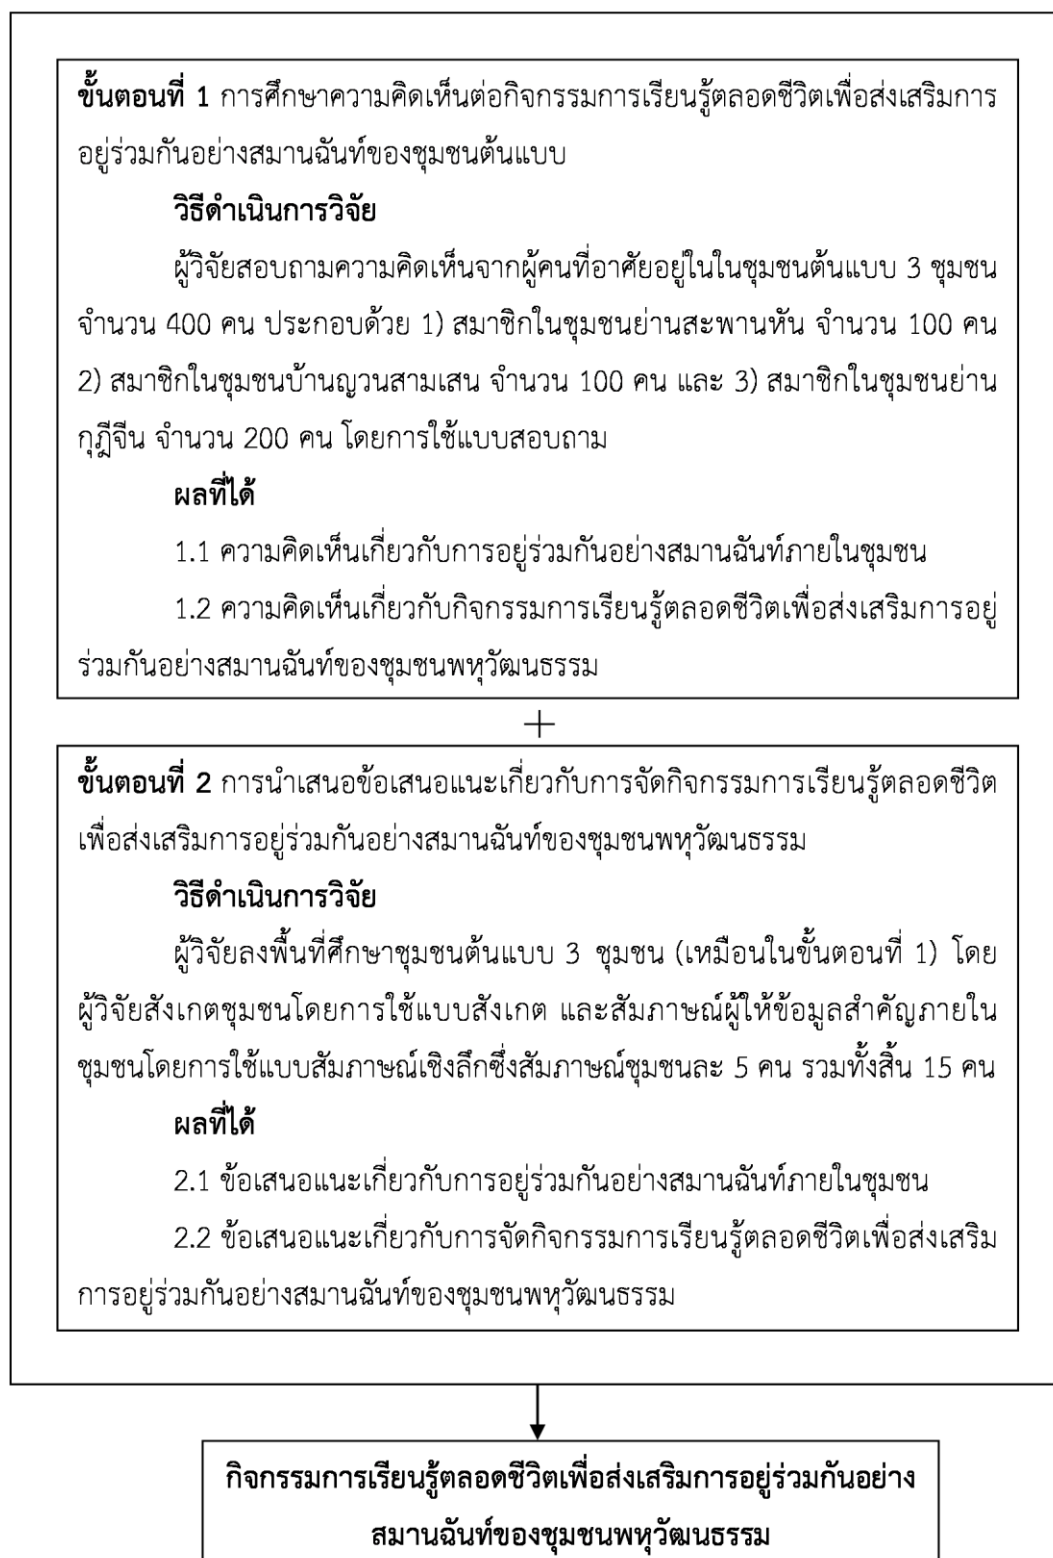 ขั้นตอนที่ 1 การศึกษาความคิดเห็นต่อกิจกรรมการเรียนรู้ตลอดชีวิตเพื่อส่งเสริมการ
อยู่ร่วมกันอย่างสมานฉันท์ของชุมชนต้นแบบ
วิธีดำเนินการวิจัย
ผู้วิจัยสอบถามความคิดเห็นจากผู้คนที่อาศัยอยู่ในในชุมชนต้นแบบ 3 ชุมชน
จำนวน 400 คน ประกอบด้วย 1) สมาชิกในชุมชนย่านสะพานหัน จำนวน 100 คน
2) สมาชิกในชุมชนบ้านญวนสามเสน จำนวน 100 คน และ 3) สมาชิกในชุมชนย่าน
กุฎีจีน จำนวน 200 คน โดยการใช้แบบสอบถาม
ผลที่ได้
1.1 ความคิดเห็นเกี่ยวกับการอยู่ร่วมกันอย่างสมานฉันท์ภายในชุมชน
1.2 ความคิดเห็นเกี่ยวกับกิจกรรมการเรียนรู้ตลอดชีวิตเพื่อส่งเสริมการอยู่
ร่วมกันอย่างสมานฉันท์ของชุมชนพหุวัฒนธรรม
+
ขั้นตอนที่ 2 การนำเสนอข้อเสนอแนะเกี่ยวกับการจัดกิจกรรมการเรียนรู้ตลอดชีวิต
เพื่อส่งเสริมการอยู่ร่วมกันอย่างสมานฉันท์ของชุมชนพหุวัฒนธรรม
วิธีดำเนินการวิจัย
ผู้วิจัยลงพื้นที่ศึกษาชุมชนต้นแบบ 3 ชุมชน (เหมือนในขั้นตอนที่ 1) โดย
ผู้วิจัยสังเกตชุมชนโดยการใช้แบบสังเกต และสัมภาษณ์ผู้ให้ข้อมูลสำคัญภายใน
ชุมชนโดยการใช้แบบสัมภาษณ์เชิงลึกซึ่งสัมภาษณ์ชุมชนละ 5 คน รวมทั้งสิ้น 15 คน
ผลที่ได้
2.1 ข้อเสนอแนะเกี่ยวกับการอยู่ร่วมกันอย่างสมานฉันท์ภายในชุมชน
2.2 ข้อเสนอแนะเกี่ยวกับการจัดกิจกรรมการเรียนรู้ตลอดชีวิตเพื่อส่งเสริม
การอยู่ร่วมกันอย่างสมานฉันท์ของชุมชนพหุวัฒนธรรม
กิจกรรมการเรียนรู้ตลอดชีวิตเพื่อส่งเสริมการอยู่ร่วมกันอย่าง
สมานฉันท์ของชุมชนพหุวัฒนธรรม